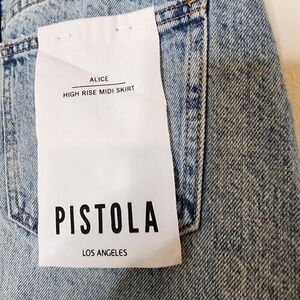 ALICE
HIGH RISE MIDI SKIRT
PISTOLA
LOS ANGELES